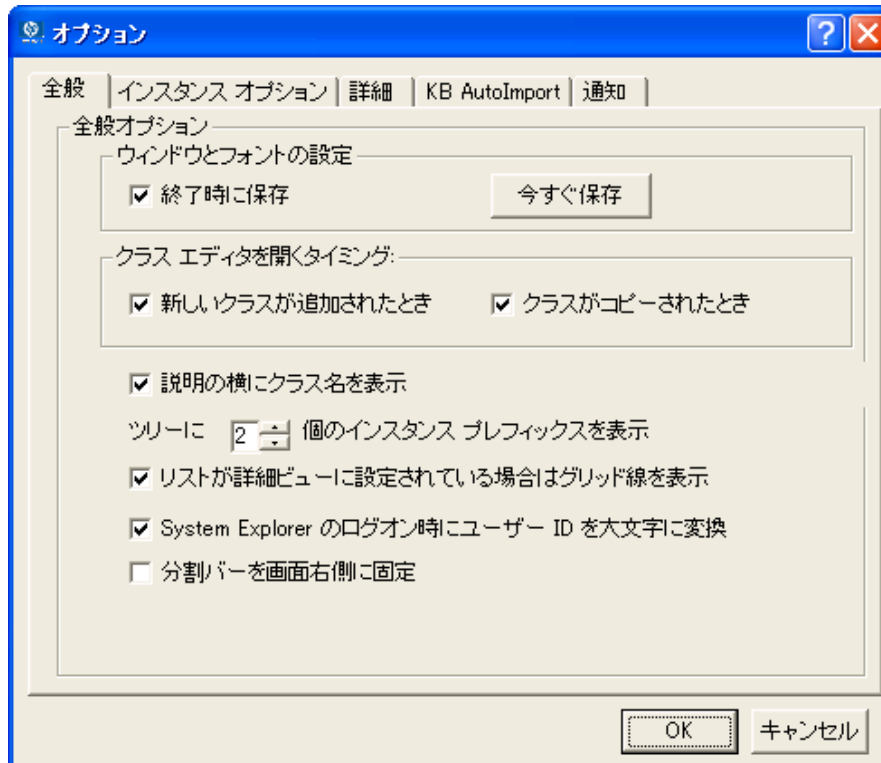 オプション
全般 インスタンス オプション 詳細 KB AutoImport 通知
全般オプション
ウィンドウとフォントの設定
終了時に保存 今すぐ保存
クラス エディタを開くタイミング:
新しいクラスが追加されたとき クラスがコピーされたとき
説明の横にクラス名を表示
ツリーに 2 個のインスタンス プレフィックスを表示
リストが詳細ビューに設定されている場合はグリッド線を表示
System Explorer のログオン時にユーザー ID を大文字に変換
分割バーを画面右側に固定
OK キャンセル